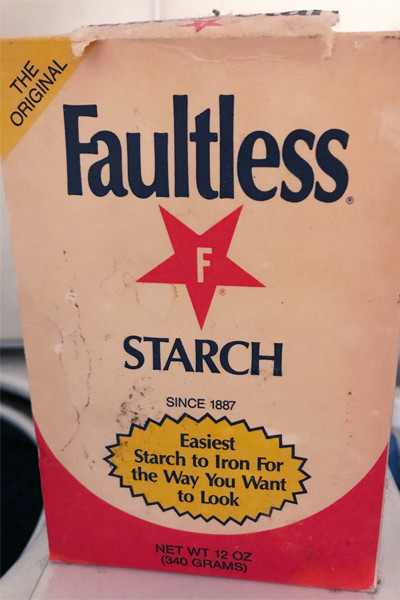 THE
ORIGINAL
Faultless®
F®
STARCH
SINCE 1887
Easiest
Starch to Iron For
the Way You Want
to Look
NET WT 12 OZ
(340 GRAMS)